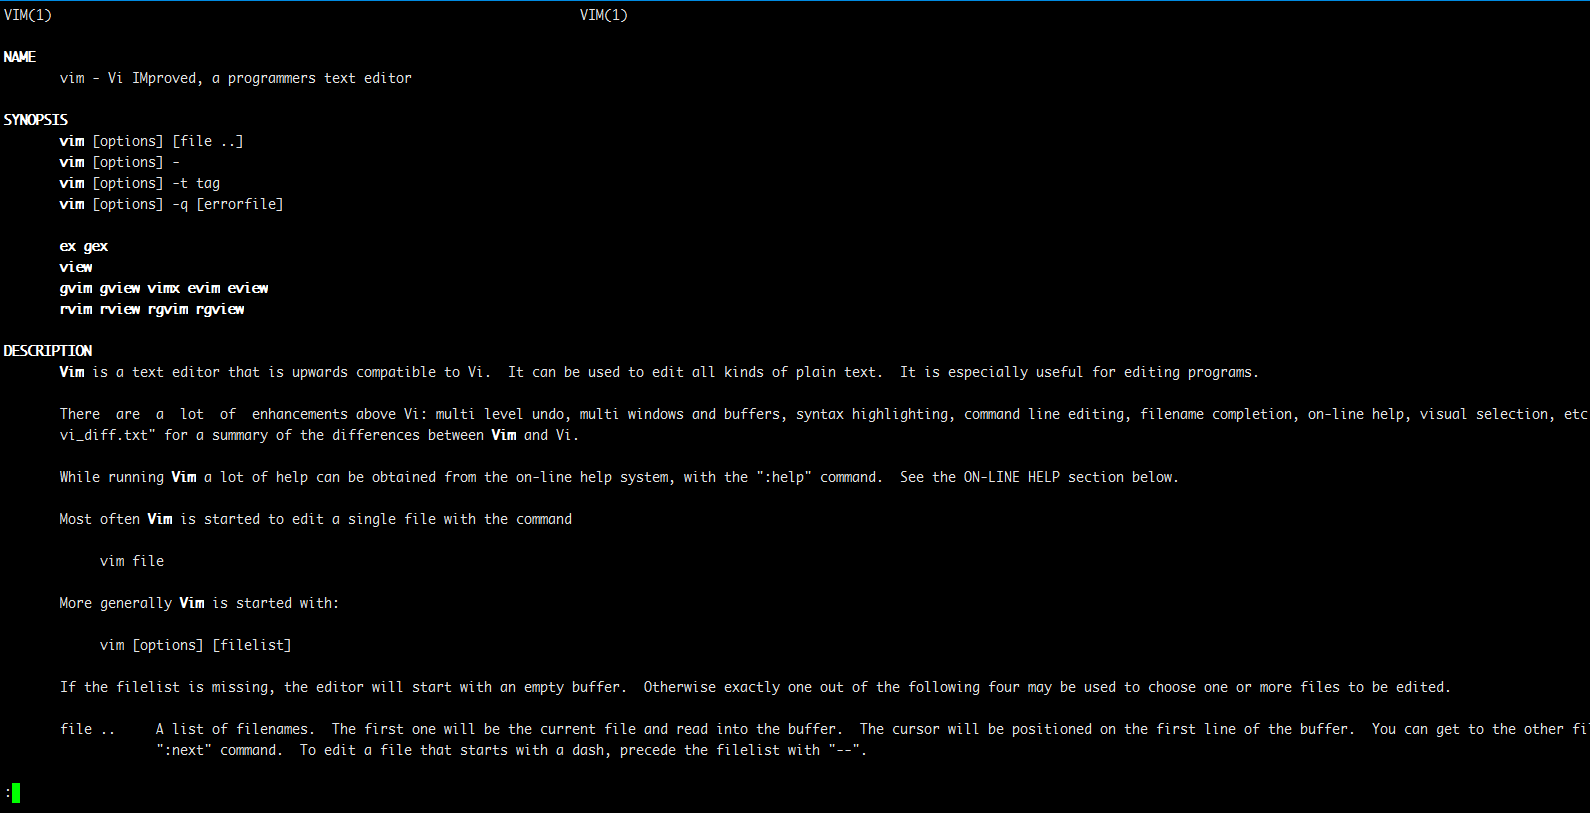 VIM(1) VIM(1)
NAME
vim - Vi IMproved, a programmers text editor
SYNOPSIS
vim [options] [file ..]
vim [options] -
vim [options] -t tag
vim [options] -q [errorfile]
ex gex
view
gvim gview vimx evim eview
rvim rview rgvim rgview
DESCRIPTION
Vim is a text editor that is upwards compatible to Vi.  It can be used to edit all kinds of plain text.  It is especially useful for editing programs.
There  are  a  lot  of  enhancements above Vi: multi level undo, multi windows and buffers, syntax highlighting, command line editing, filename completion, on-line help, visual selection, etc
vi_diff.txt" for a summary of the differences between Vim and Vi.
While running Vim a lot of help can be obtained from the on-line help system, with the ":help" command.  See the ON-LINE HELP section below.
Most often Vim is started to edit a single file with the command
vim file
More generally Vim is started with:
vim [options] [filelist]
If the filelist is missing, the editor will start with an empty buffer.  Otherwise exactly one out of the following four may be used to choose one or more files to be edited.
file ..     A list of filenames.  The first one will be the current file and read into the buffer.  The cursor will be positioned on the first line of the buffer.  You can get to the other
":next" command.  To edit a file that starts with a dash, precede the filelist with "--".
: